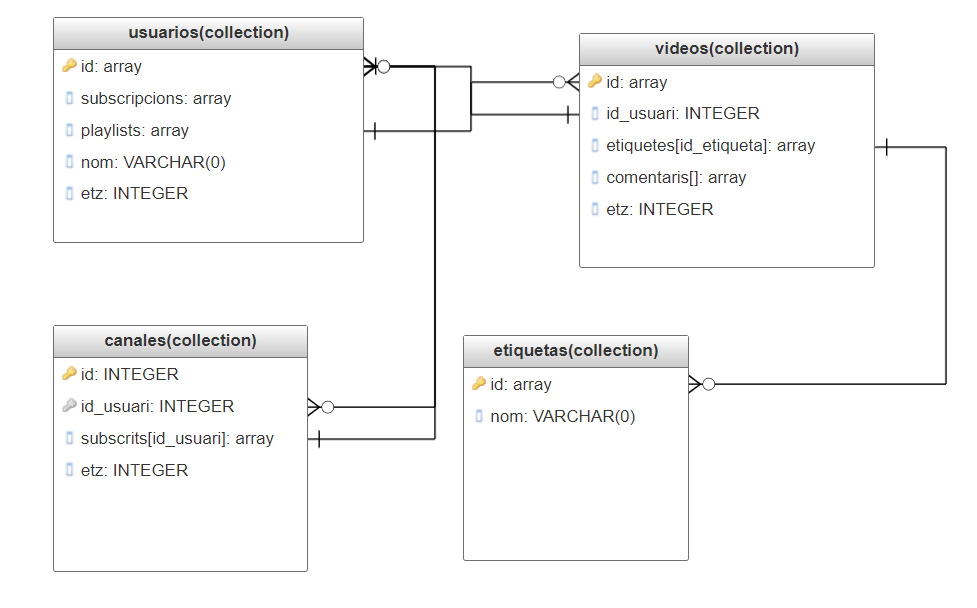 usuarios(collection)
id: array
subscripcions: array
playlists: array
nom: VARCHAR(0)
etz: INTEGER
videos(collection)
id: array
id_usuari: INTEGER
etiquetes[id_etiqueta]: array
comentaris[]: array
etz: INTEGER
canales(collection)
id: INTEGER
id_usuari: INTEGER
subscrits[id_usuari]: array
etz: INTEGER
etiquetas(collection)
id: array
nom: VARCHAR(0)